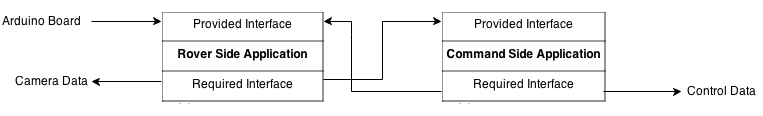 Arduino Board
Provided Interface
Provided Interface
Rover Side Application
Command Side Application
Camera Data
Required Interface
Required Interface
Control Data